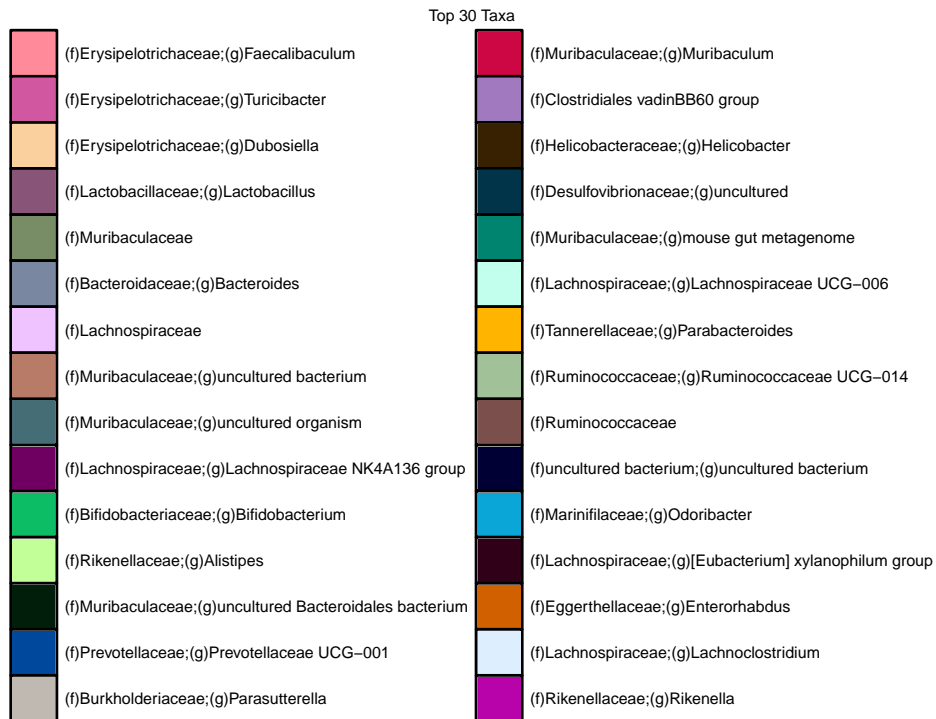 Top 30 Taxa
(f)Erysipelotrichaceae;(g)Faecalibaculum
(f)Erysipelotrichaceae;(g)Turicibacter
(f)Erysipelotrichaceae;(g)Dubosiella
(f)Lactobacillaceae;(g)Lactobacillus
(f)Muribaculaceae
(f)Bacteroidaceae;(g)Bacteroides
(f)Lachnospiraceae
(f)Muribaculaceae;(g)uncultured bacterium
(f)Muribaculaceae;(g)uncultured organism
(f)Lachnospiraceae;(g)Lachnospiraceae NK4A136 group
(f)Bifidobacteriaceae;(g)Bifidobacterium
(f)Rikenellaceae;(g)Alistipes
(f)Muribaculaceae;(g)uncultured Bacteroidales bacterium
(f)Prevotellaceae;(g)Prevotellaceae UCG−001
(f)Burkholderiaceae;(g)Parasutterella
(f)Muribaculaceae;(g)Muribaculum
(f)Clostridiales vadinBB60 group
(f)Helicobacteraceae;(g)Helicobacter
(f)Desulfovibrionaceae;(g)uncultured
(f)Muribaculaceae;(g)mouse gut metagenome
(f)Lachnospiraceae;(g)Lachnospiraceae UCG−006
(f)Tannerellaceae;(g)Parabacteroides
(f)Ruminococcaceae;(g)Ruminococcaceae UCG−014
(f)Ruminococcaceae
(f)uncultured bacterium;(g)uncultured bacterium
(f)Marinifilaceae;(g)Odoribacter
(f)Lachnospiraceae;(g)[Eubacterium] xylanophilum group
(f)Eggerthellaceae;(g)Enterorhabdus
(f)Lachnospiraceae;(g)Lachnoclostridium
(f)Rikenellaceae;(g)Rikenella